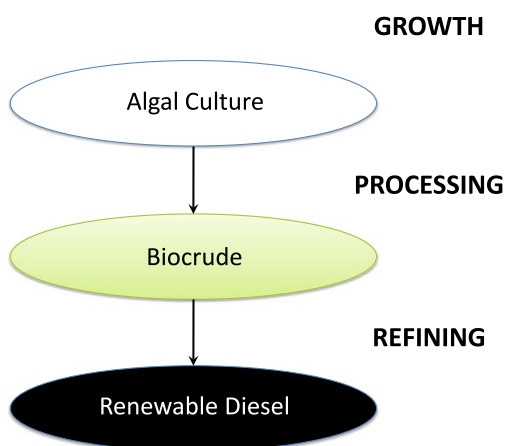 GROWTH
Algal Culture
PROCESSING
Biocrude
REFINING
Renewable Diesel